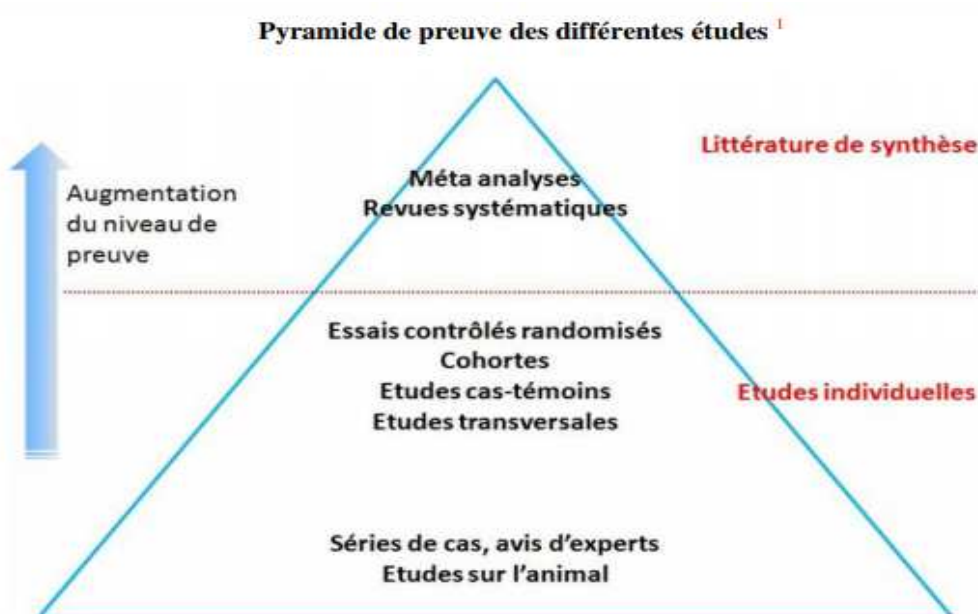 Pyramide de preuve des différentes études 1
Littérature de synthèse
Méta analyses
Revues systématiques
Augmentation
du niveau de
preuve
Essais contrôlés randomisés
Cohortes
Etudes cas-témoins
Etudes transversales
Etudes individuelles
Séries de cas, avis d'experts
Etudes sur l'animal